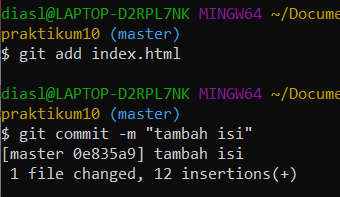 diasl@LAPTOP-D2RPL7NK MINGW64 ~/Docume
praktikum10 (master)
$ git add index.html
diasl@LAPTOP-D2RPL7NK MINGW64 ~/Docume
praktikum10 (master)
$ git commit -m "tambah isi"
[master 0e835a9] tambah isi
 1 file changed, 12 insertions(+)